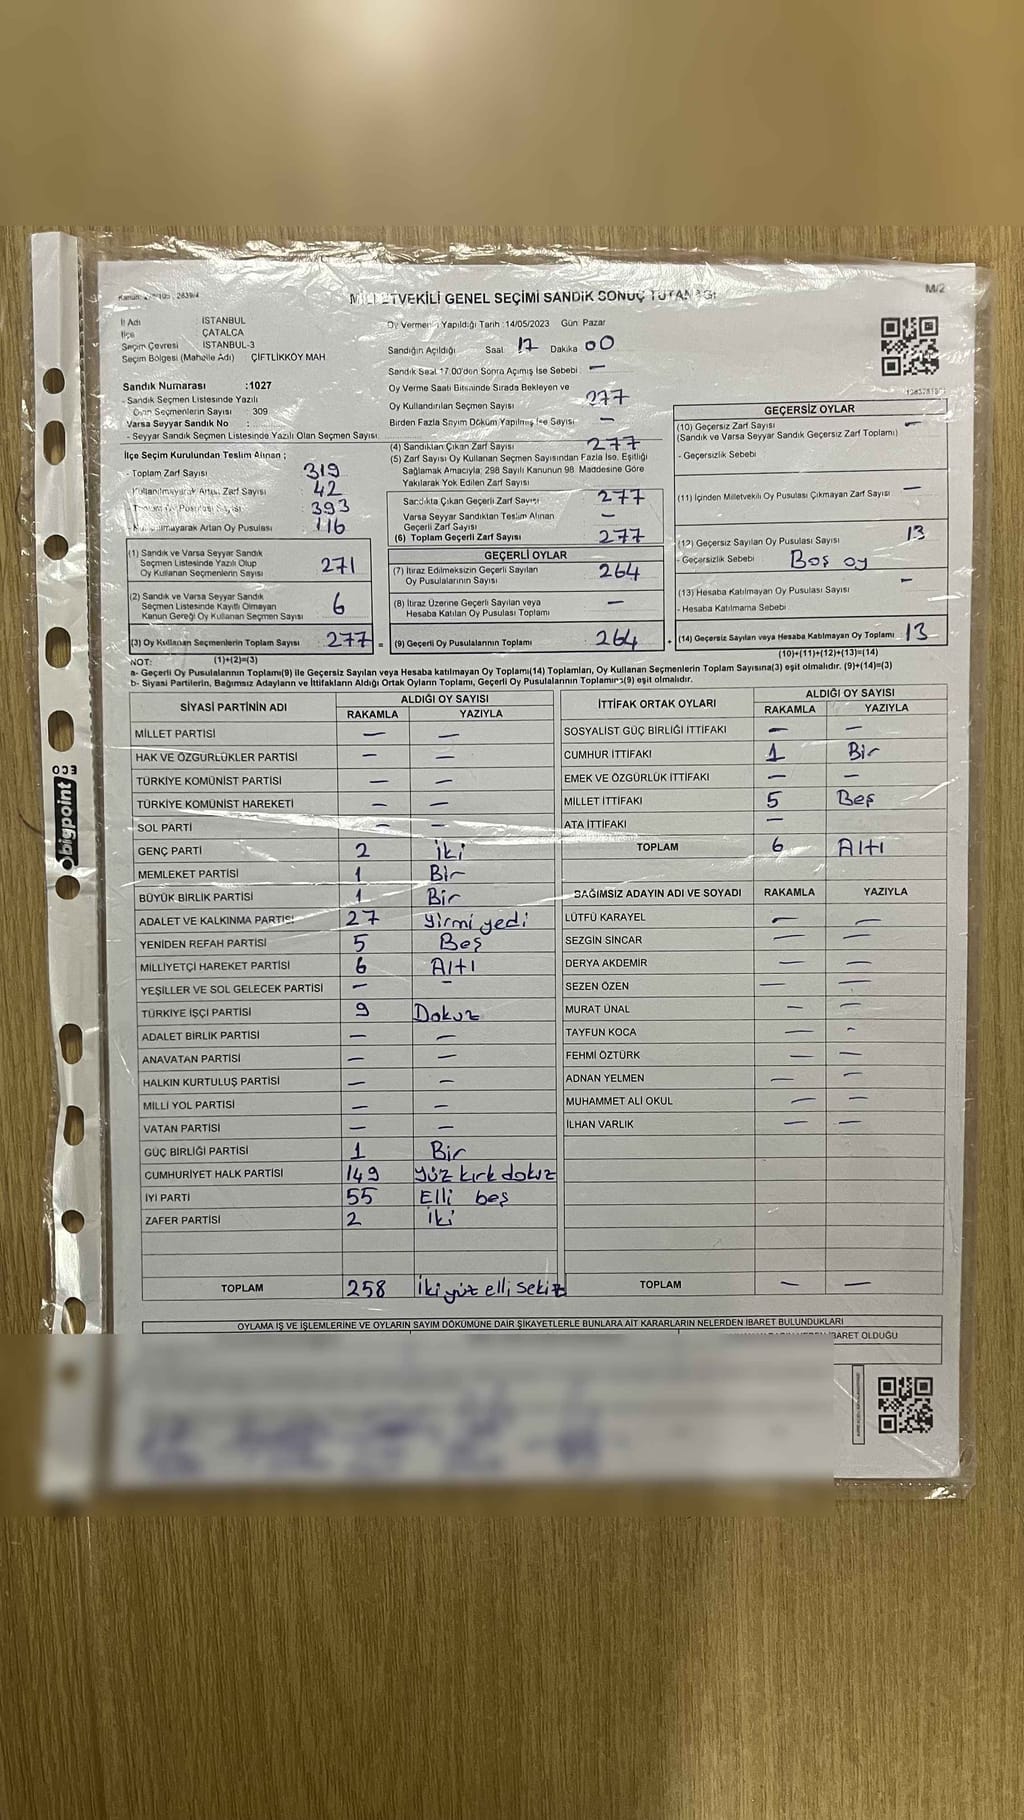 MİLLETVEKİLİ GENEL SEÇİMİ SANDIK SONUÇ TUTANAĞI
M/2
İl Adı İSTANBUL
İlçe ÇATALCA
Seçim Çevresi İSTANBUL-3
Seçim Bölgesi (Mahalle Adı) ÇİFTLİKKÖY MAH
Sandık Numarası :1027
- Sandık Seçmen Listesinde Yazılı
Olan Seçmenlerin Sayısı : 309
Varsa Seyyar Sandık No :
- Seyyar Sandık Seçmen Listesinde Yazılı Olan Seçmen Sayısı
İlçe Seçim Kurulundan Teslim Alınan ;
- Toplam Zarf Sayısı 319
- Kullanılmayarak Artan Zarf Sayısı 42
- Toplam Oy Pusulası Sayısı 393
- Kullanılmayarak Artan Oy Pusulası 116
(1) Sandık ve Varsa Seyyar Sandık
Seçmen Listesinde Yazılı Olup
Oy Kullanan Seçmenlerin Sayısı 271
(2) Sandık ve Varsa Seyyar Sandık
Seçmen Listesinde Kayıtlı Olmayan
Kanun Gereği Oy Kullanan Seçmen Sayısı 6
(3) Oy Kullanan Seçmenlerin Toplam Sayısı 277 =
Oy Vermenin Yapıldığı Tarih :14/05/2023 Gün Pazar
Sandığın Açıldığı Saat 17 Dakika 00
Sandık Seat 17.00'den Sonra Açımış İse Sebebi : —
Oy Verme Saati Bitiminde Sırada Bekleyen ve
Oy Kullandırılan Seçmen Sayısı 277
Birden Fazla Sayım Döküm Yapılmış İse Sayısı —
(4) Sandıktan Çıkan Zarf Sayısı 277
(5) Zarf Sayısı Oy Kullanan Seçmen Sayısından Fazla İse, Eşitliği
Sağlamak Amacıyla; 298 Sayılı Kanunun 98. Maddesine Göre
Yakılarak Yok Edilen Zarf Sayısı —
Sandıkta Çıkan Geçerli Zarf Sayısı 277
Varsa Seyyar Sandıktan Teslim Alınan
Geçerli Zarf Sayısı —
(6) Toplam Geçerli Zarf Sayısı 277
GEÇERLİ OYLAR
(7) İtiraz Edilmeksizin Geçerli Sayılan
Oy Pusulalarının Sayısı 264
(8) İtiraz Üzerine Geçerli Sayılan veya
Hesaba Katılan Oy Pusulası Toplamı —
(9) Geçerli Oy Pusulalarının Toplamı 264 +
GEÇERSİZ OYLAR
(10) Geçersiz Zarf Sayısı —
(Sandık ve Varsa Seyyar Sandık Geçersiz Zarf Toplamı)
- Geçersizlik Sebebi
(11) İçinden Milletvekili Oy Pusulası Çıkmayan Zarf Sayısı —
(12) Geçersiz Sayılan Oy Pusulası Sayısı 13
- Geçersizlik Sebebi Boş oy
(13) Hesaba Katılmayan Oy Pusulası Sayısı —
- Hesaba Katılmama Sebebi
(14) Geçersiz Sayılan veya Hesaba Katılmayan Oy Toplamı 13
NOT: (1)+(2)=(3) (10)+(11)+(12)+(13)=(14)
a- Geçerli Oy Pusulaları Toplamı(9) ile Geçersiz Sayılan veya Hesaba katılmayan Oy Toplamı(14) Toplamları, Oy Kullanan Seçmenlerin Toplam Sayısına(3) eşit olmalıdır. (9)+(14)=(3)
b- Siyasi Partilerin, Bağımsız Adayların ve İttifakların Aldığı Ortak Oyların Toplamı, Geçerli Oy Pusulalarının Toplamına(9) eşit olmalıdır.
SİYASİ PARTİNİN ADI ALDIĞI OY SAYISI
RAKAMLA YAZIYLA
MİLLET PARTİSİ — —
HAK VE ÖZGÜRLÜKLER PARTİSİ — —
TÜRKİYE KOMÜNİST PARTİSİ — —
TÜRKİYE KOMÜNİST HAREKETİ — —
SOL PARTİ — —
GENÇ PARTİ 2 İki
MEMLEKET PARTİSİ 1 Bir
BÜYÜK BİRLİK PARTİSİ 1 Bir
ADALET VE KALKINMA PARTİSİ 27 Yirmi yedi
YENİDEN REFAH PARTİSİ 5 Beş
MİLLİYETÇİ HAREKET PARTİSİ 6 Altı
YEŞİLLER VE SOL GELECEK PARTİSİ — —
TÜRKİYE İŞÇİ PARTİSİ 9 Dokuz
ADALET BİRLİK PARTİSİ — —
ANAVATAN PARTİSİ — —
HALKIN KURTULUŞ PARTİSİ — —
MİLLİ YOL PARTİSİ — —
VATAN PARTİSİ — —
GÜÇ BİRLİĞİ PARTİSİ 1 Bir
CUMHURİYET HALK PARTİSİ 149 Yüz kırk dokuz
İYİ PARTİ 55 Elli beş
ZAFER PARTİSİ 2 İki
TOPLAM 258 İki yüz elli sekiz
İTTİFAK ORTAK OYLARI ALDIĞI OY SAYISI
RAKAMLA YAZIYLA
SOSYALİST GÜÇ BİRLİĞİ İTTİFAKI — —
CUMHUR İTTİFAKI 1 Bir
EMEK VE ÖZGÜRLÜK İTTİFAKI — —
MİLLET İTTİFAKI 5 Beş
ATA İTTİFAKI —
TOPLAM 6 Altı
BAĞIMSIZ ADAYIN ADI VE SOYADI RAKAMLA YAZIYLA
LÜTFÜ KARAYEL — —
SEZGİN SİNCAR — —
DERYA AKDEMİR — —
SEZEN ÖZEN — —
MURAT ÜNAL — —
TAYFUN KOCA — -
FEHMİ ÖZTÜRK — —
ADNAN YELMEN — —
MUHAMMET ALİ OKUL — —
İLHAN VARLIK — —
TOPLAM — —
OYLAMA İŞ VE İŞLEMLERİNE VE OYLARIN SAYIM DÖKÜMÜNE DAİR ŞİKAYETLERLE BUNLARA AİT KARARLARIN NELERDEN İBARET BULUNDUKLARI
İBARET OLDUĞU
003
bigpoint